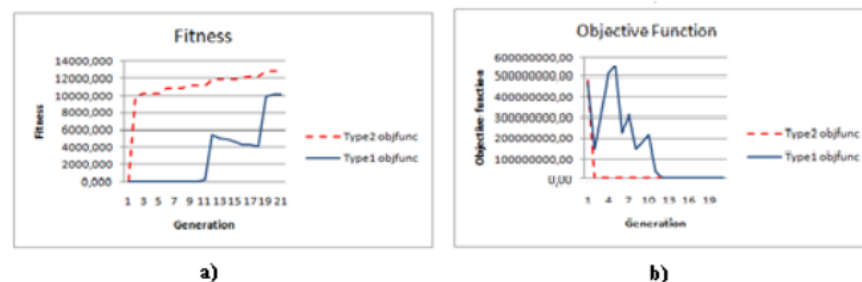 Fitness
14000,000
12000,000
10000,000
8000,000
6000,000
4000,000
2000,000
0,000
Fitness
1 3 5 7 9 11 13 15 17 19 21
Generation
Type2 objfunc
Type1 objfunc
a)
Objective Function
600000000,00
500000000,00
400000000,00
300000000,00
200000000,00
100000000,00
0,00
Objective function
1 4 7 10 13 16 19
Generation
Type2 objfunc
Type1 objfunc
b)